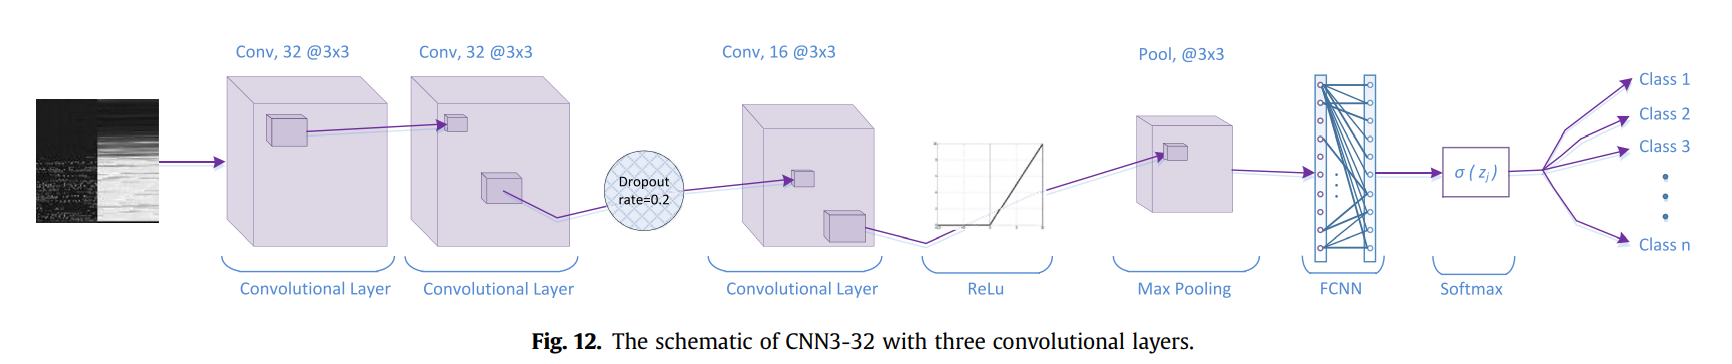 Conv, 32 @3x3
Conv, 32 @3x3
Conv, 16 @3x3
Pool, @3x3
Class 1
Class 2
Class 3
Dropout
rate=0.2
σ ( zj )
Class n
Convolutional Layer
Convolutional Layer
Convolutional Layer
ReLu
Max Pooling
FCNN
Softmax
Fig. 12. The schematic of CNN3-32 with three convolutional layers.